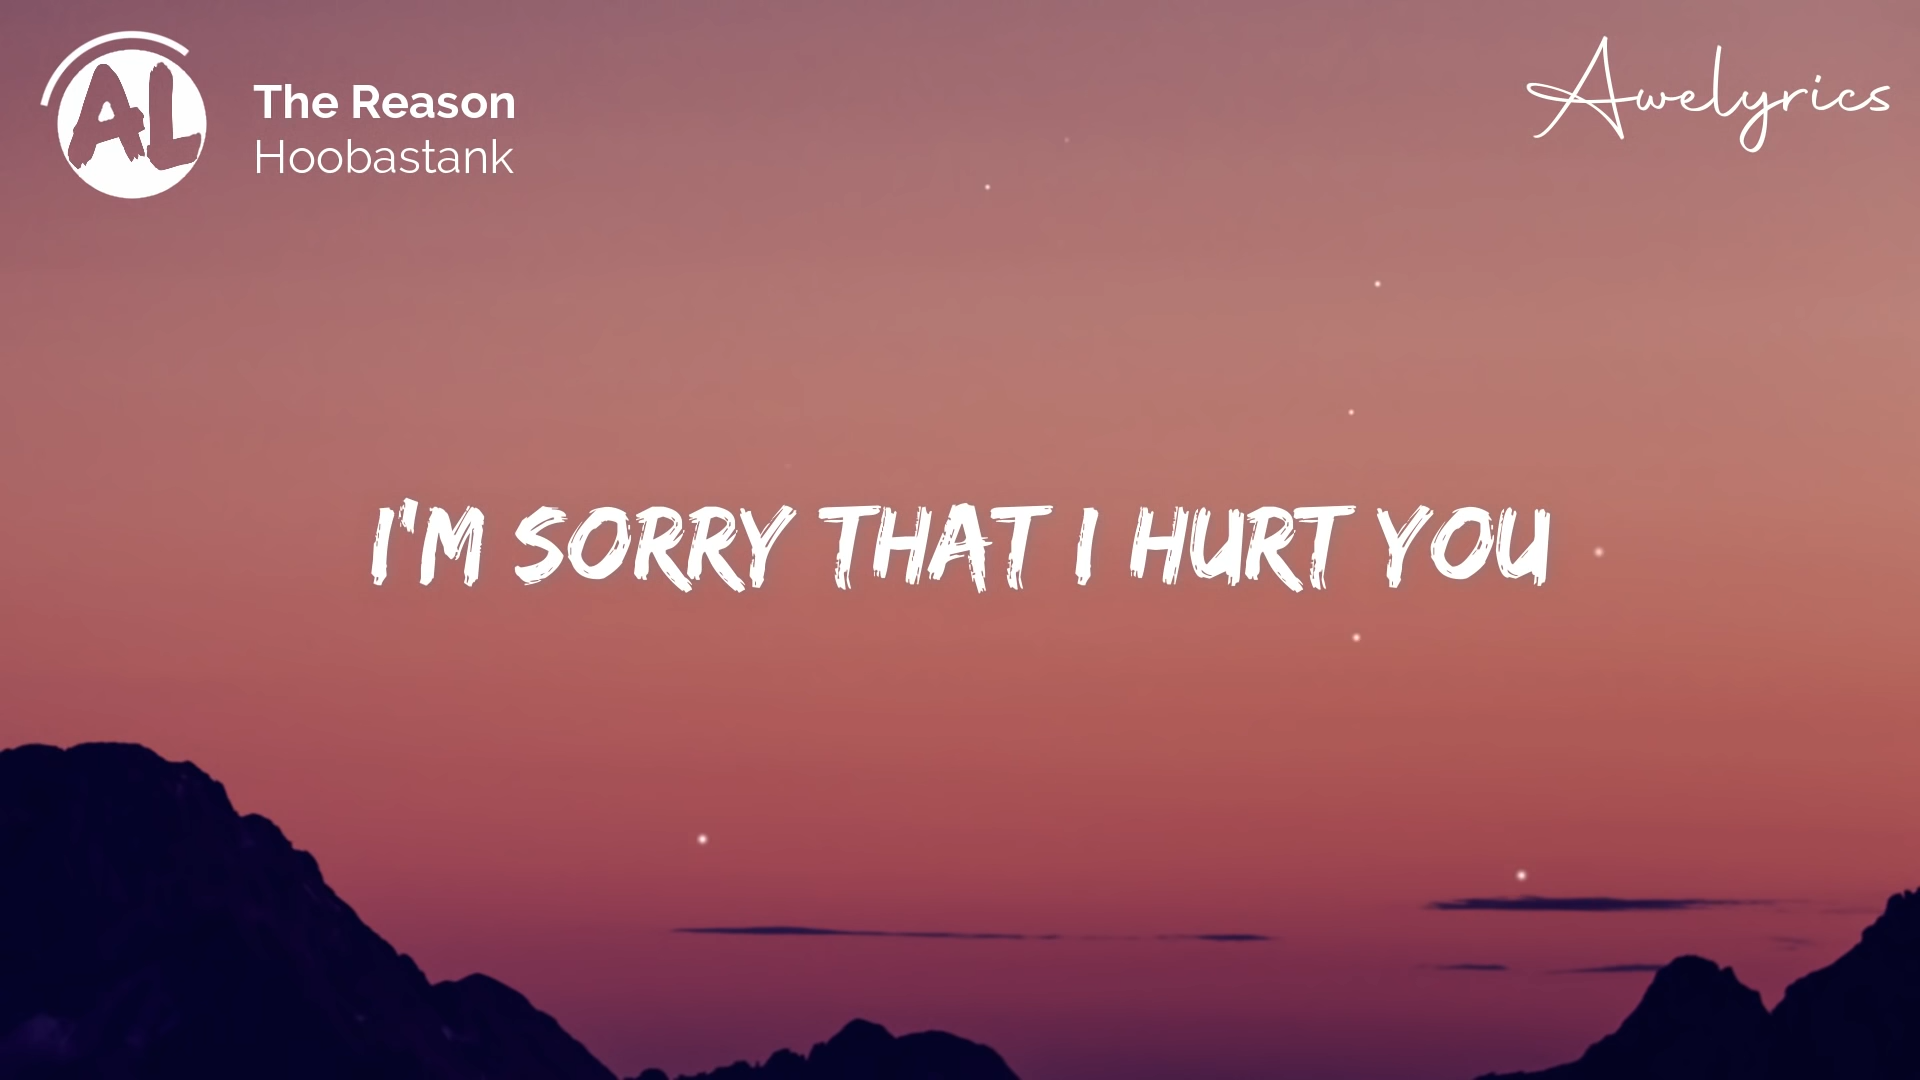 AL
The Reason
Hoobastank
Awelyrics
I'M SORRY THAT I HURT YOU